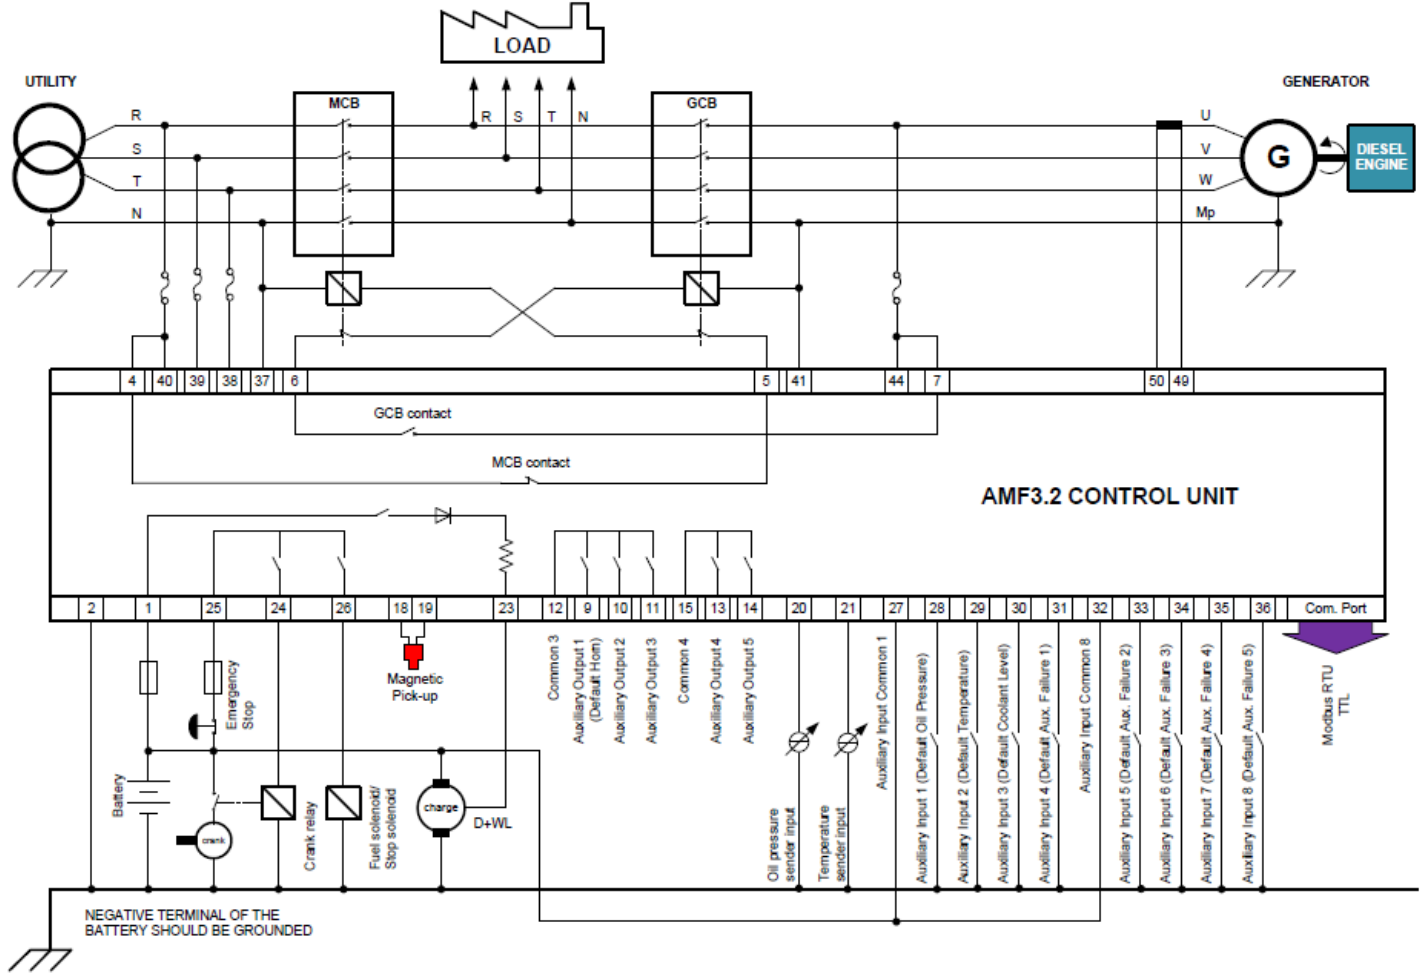 LOAD
UTILITY
MCB
GCB
GENERATOR
R
R
S
T
N
U
S
V
T
W
N
Mp
G
DIESEL
ENGINE
4
40
39
38
37
6
5
41
44
7
50
49
GCB contact
MCB contact
AMF3.2 CONTROL UNIT
2
1
25
24
26
18
19
23
12
9
10
11
15
13
14
20
21
27
28
29
30
31
32
33
34
35
36
Com. Port
Emergency
Stop
Magnetic
Pick-up
Common 3
Auxiliary Output 1
(Default Horn)
Auxiliary Output 2
Auxiliary Output 3
Common 4
Auxiliary Output 4
Auxiliary Output 5
Oil pressure
sender input
Temperature
sender input
Auxiliary Input Common 1
Auxiliary Input 1 (Default Oil Pressure)
Auxiliary Input 2 (Default Temperature)
Auxiliary Input 3 (Default Coolant Level)
Auxiliary Input 4 (Default Aux. Failure 1)
Auxiliary Input Common 8
Auxiliary Input 5 (Default Aux. Failure 2)
Auxiliary Input 6 (Default Aux. Failure 3)
Auxiliary Input 7 (Default Aux. Failure 4)
Auxiliary Input 8 (Default Aux. Failure 5)
Modbus RTU
TTL
Battery
crank
Crank relay
Fuel solenoid/
Stop solenoid
charge
D+WL
NEGATIVE TERMINAL OF THE
BATTERY SHOULD BE GROUNDED